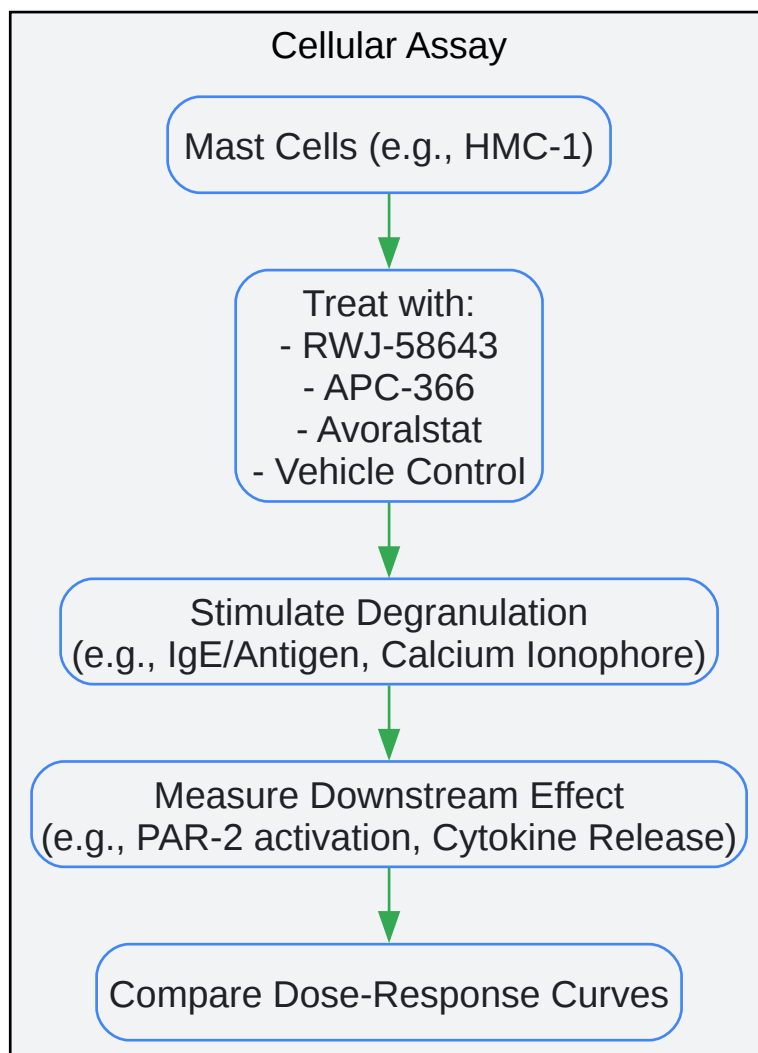 Cellular Assay
Mast Cells (e.g., HMC-1)
Treat with:
- RWJ-58643
- APC-366
- Avoralstat
- Vehicle Control
Stimulate Degranulation
(e.g., IgE/Antigen, Calcium Ionophore)
Measure Downstream Effect
(e.g., PAR-2 activation, Cytokine Release)
Compare Dose-Response Curves